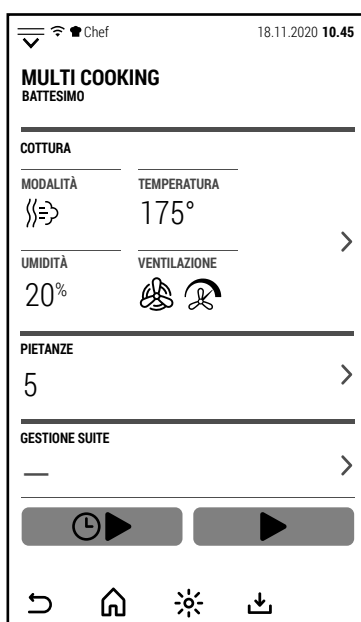 Chef 18.11.2020 10.45
MULTI COOKING
BATTESIMO
COTTURA
MODALITÀ TEMPERATURA
175°
UMIDITÀ VENTILAZIONE
20%
PIETANZE
5
GESTIONE SUITE
—